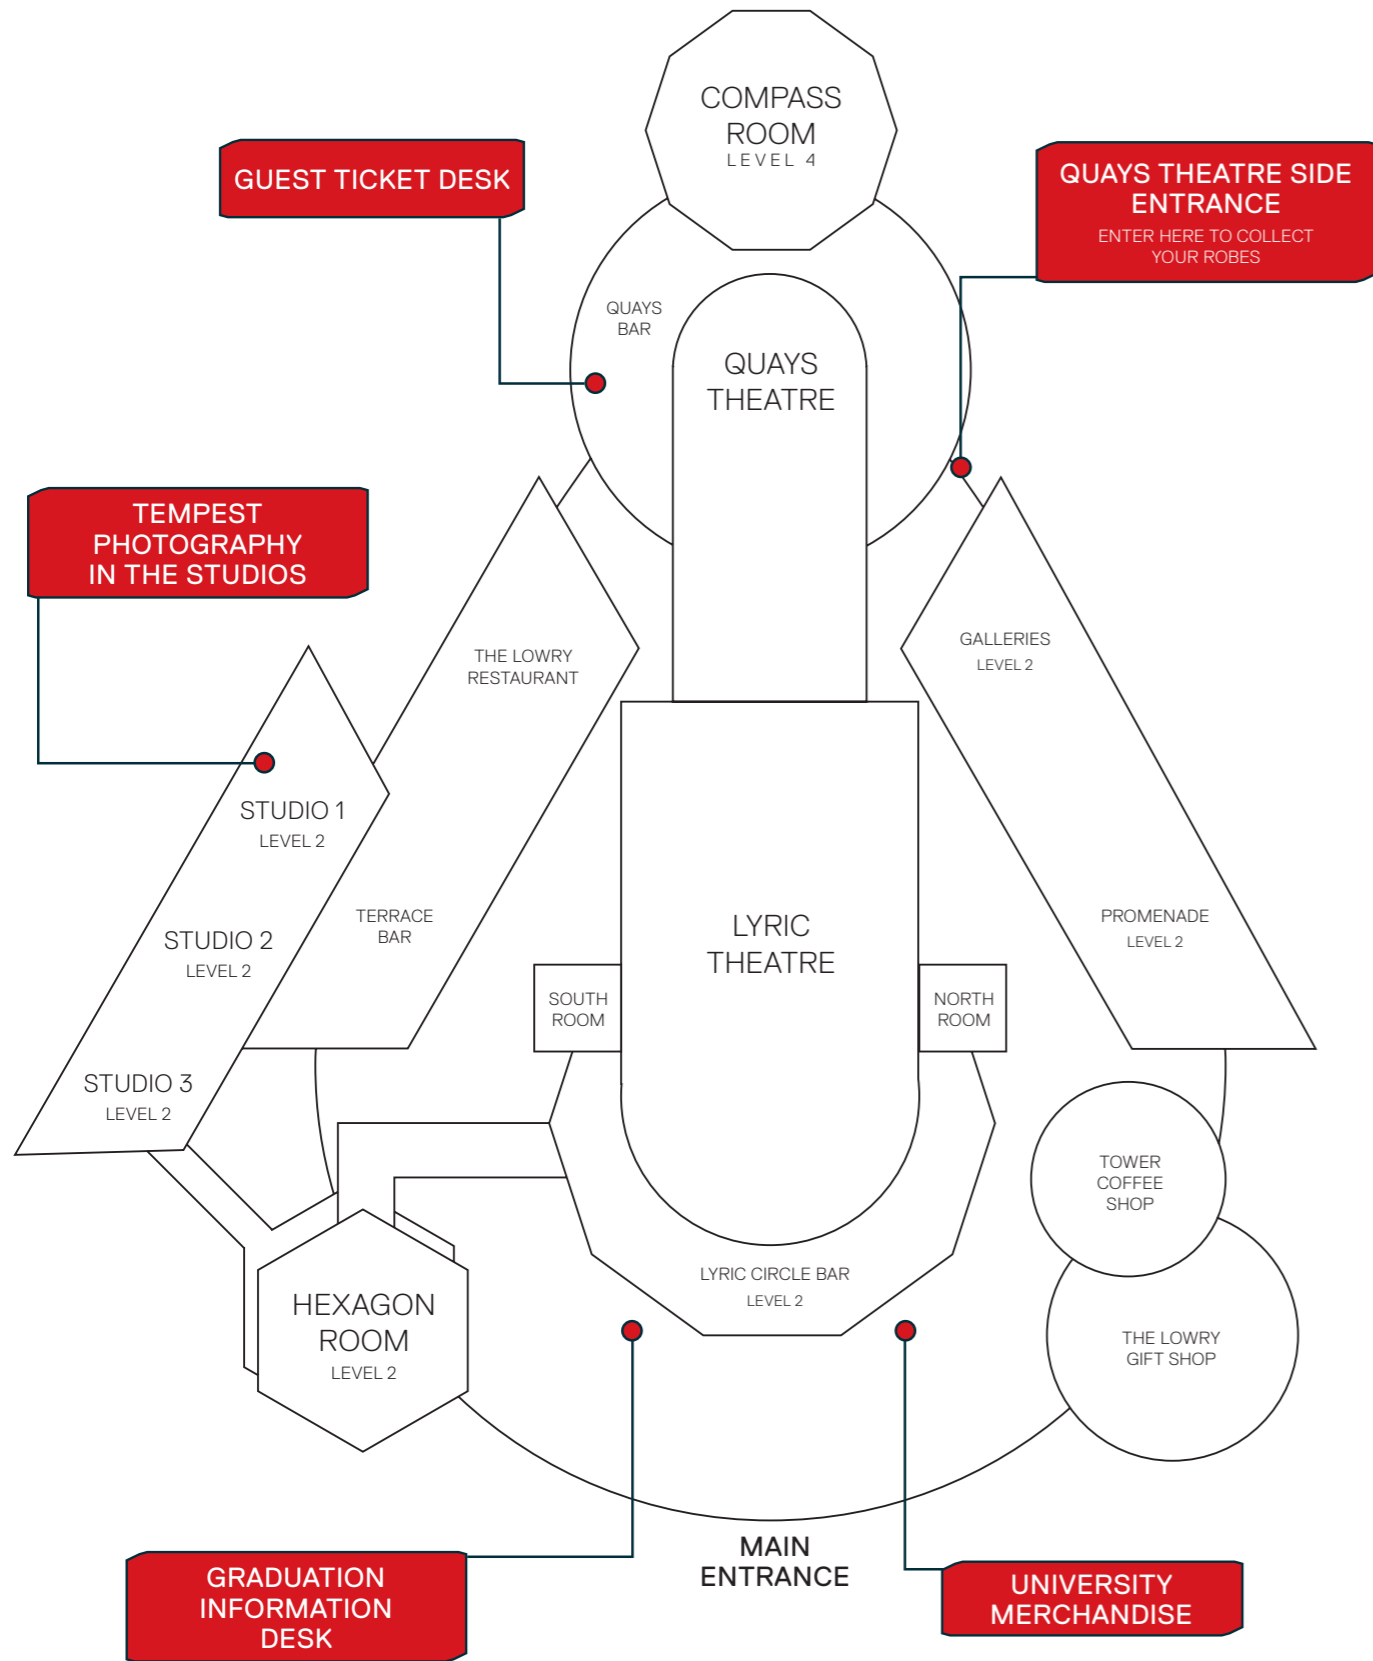 COMPASS
ROOM
LEVEL 4
GUEST TICKET DESK
QUAYS THEATRE SIDE
ENTRANCE
ENTER HERE TO COLLECT
YOUR ROBES
QUAYS
BAR
QUAYS
THEATRE
TEMPEST
PHOTOGRAPHY
IN THE STUDIOS
THE LOWRY
RESTAURANT
GALLERIES
LEVEL 2
STUDIO 1
LEVEL 2
STUDIO 2
LEVEL 2
TERRACE
BAR
LYRIC
THEATRE
PROMENADE
LEVEL 2
SOUTH
ROOM
NORTH
ROOM
STUDIO 3
LEVEL 2
TOWER
COFFEE
SHOP
LYRIC CIRCLE BAR
LEVEL 2
HEXAGON
ROOM
LEVEL 2
THE LOWRY
GIFT SHOP
MAIN
ENTRANCE
GRADUATION
INFORMATION
DESK
UNIVERSITY
MERCHANDISE